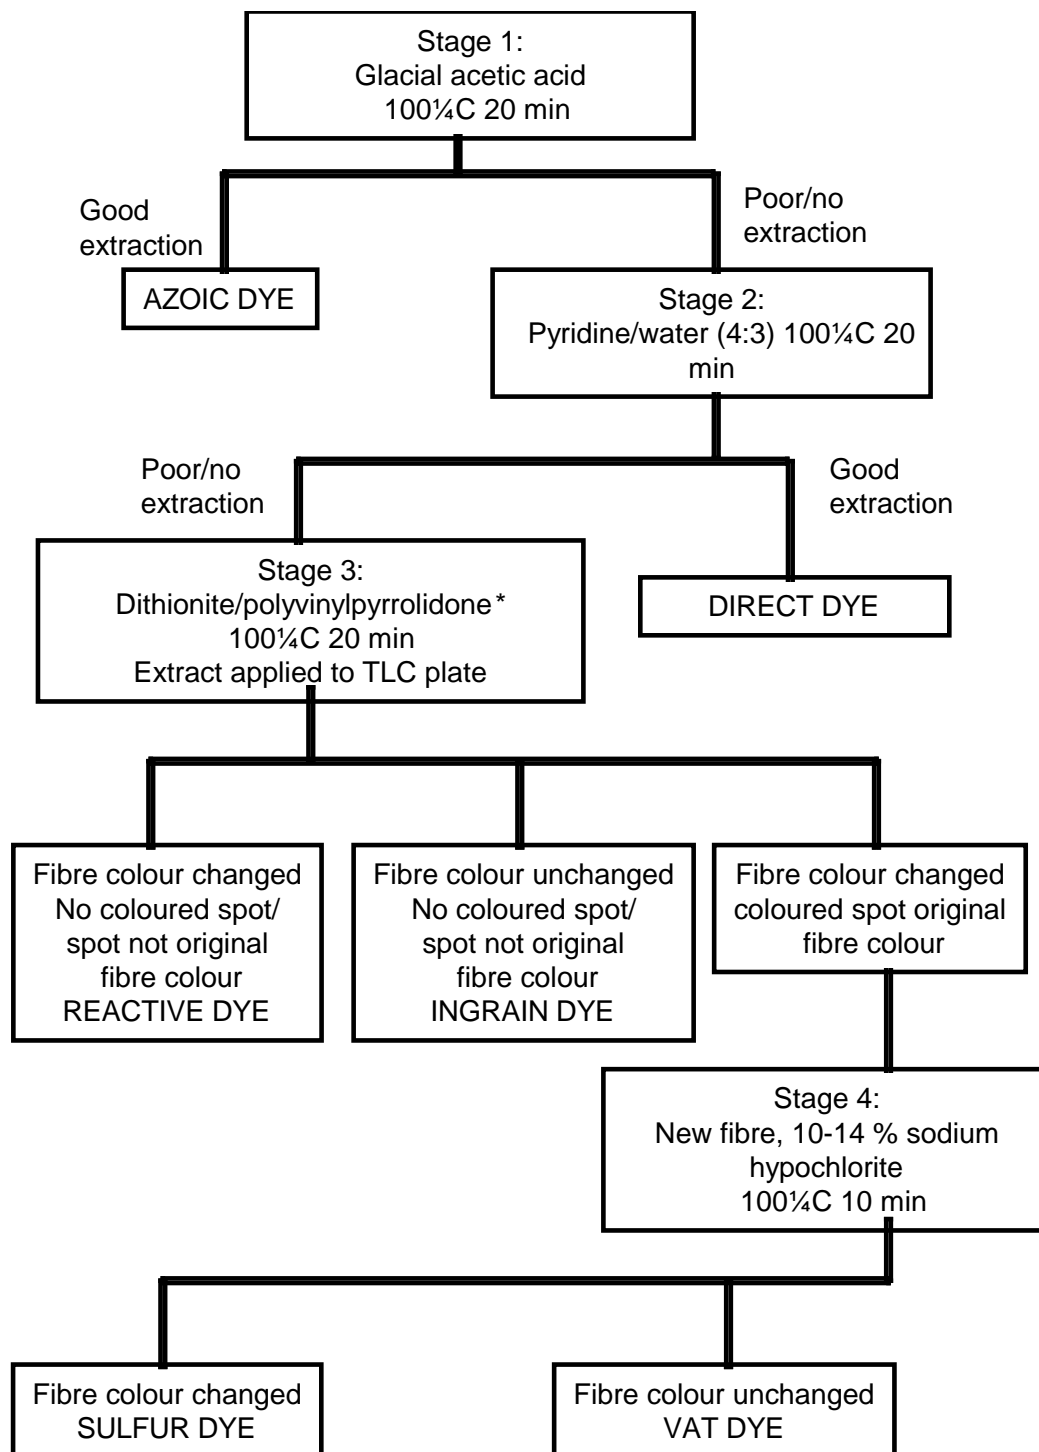 Stage 1:
Glacial acetic acid
100¼C 20 min
Good
extraction
Poor/no
extraction
AZOIC DYE
Stage 2:
Pyridine/water (4:3) 100¼C 20
min
Poor/no
extraction
Good
extraction
Stage 3:
Dithionite/polyvinylpyrrolidone*
100¼C 20 min
Extract applied to TLC plate
DIRECT DYE
Fibre colour changed
No coloured spot/
spot not original
fibre colour
REACTIVE DYE
Fibre colour unchanged
No coloured spot/
spot not original
fibre colour
INGRAIN DYE
Fibre colour changed
coloured spot original
fibre colour
Stage 4:
New fibre, 10-14 % sodium
hypochlorite
100¼C 10 min
Fibre colour changed
SULFUR DYE
Fibre colour unchanged
VAT DYE